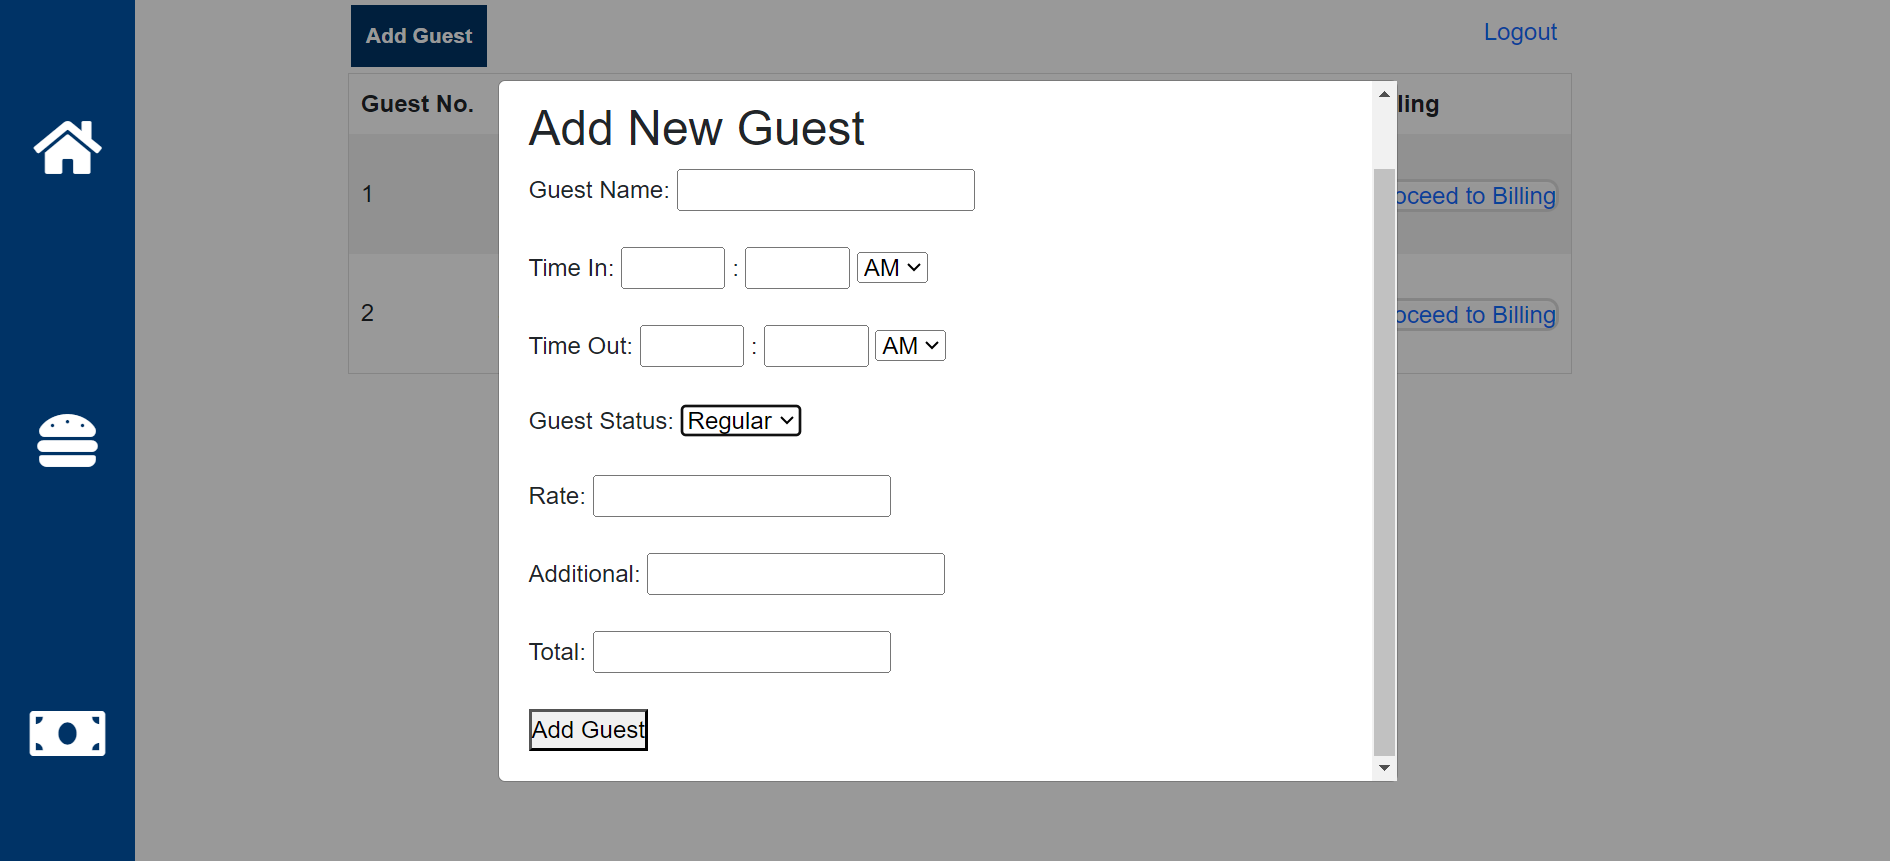 Add Guest
Logout
Guest No.
lling
Add New Guest
Guest Name:
1
oceed to Billing
Time In: : AM
2
oceed to Billing
Time Out: : AM
Guest Status: Regular
Rate:
Additional:
Total:
Add Guest